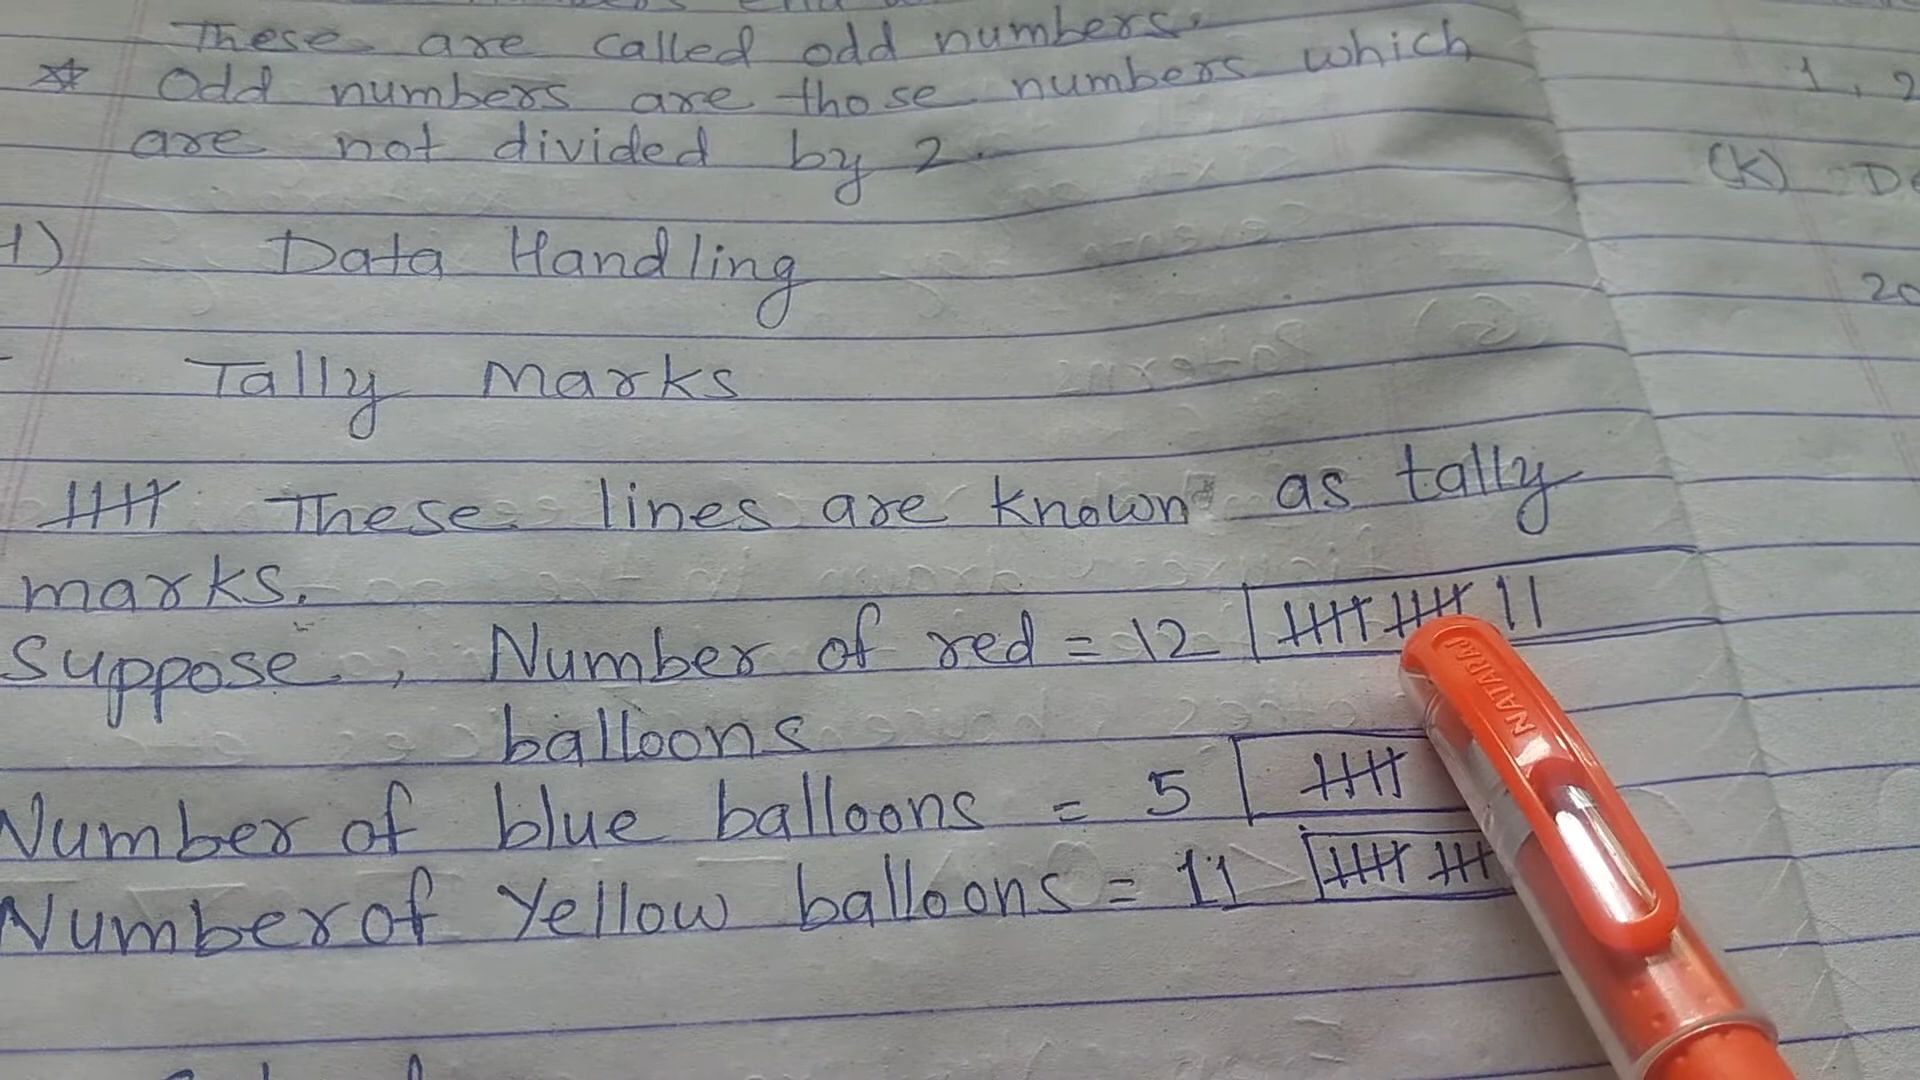 These are called odd numbers.
☆ Odd numbers are those numbers which
are not divided by 2.
Data Handling
Tally Marks
These lines are known as tally
marks.
Suppose, Number of red = 12
balloons
Number of blue balloons = 5
Number of Yellow balloons = 11
NATARAJ
1, 2
(K)
20